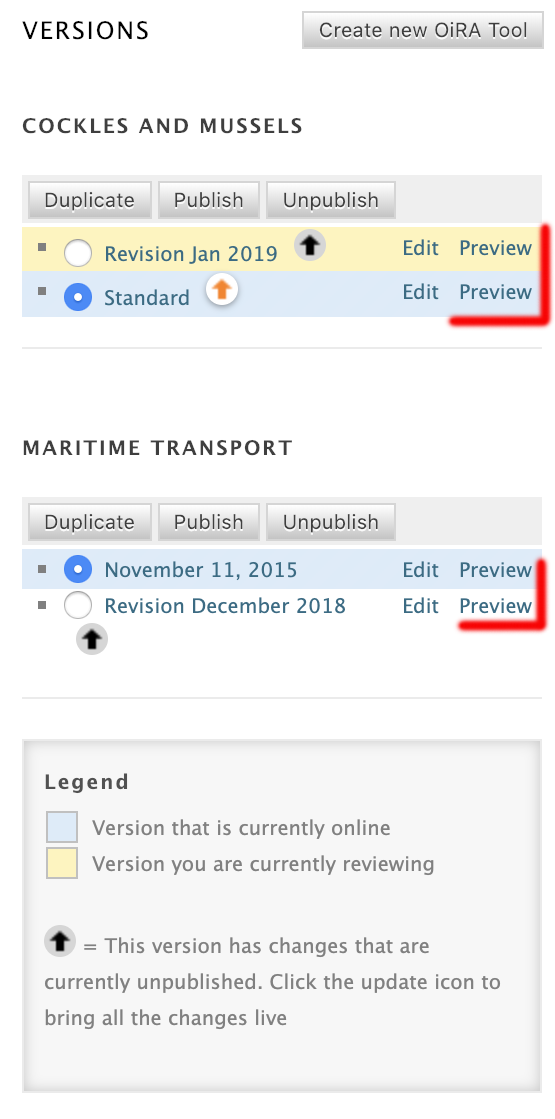 VERSIONS
Create new OiRA Tool
COCKLES AND MUSSELS
Duplicate Publish Unpublish
Revision Jan 2019 Edit Preview
Standard Edit Preview
MARITIME TRANSPORT
Duplicate Publish Unpublish
November 11, 2015 Edit Preview
Revision December 2018 Edit Preview
Legend
Version that is currently online
Version you are currently reviewing
= This version has changes that are
currently unpublished. Click the update icon to
bring all the changes live